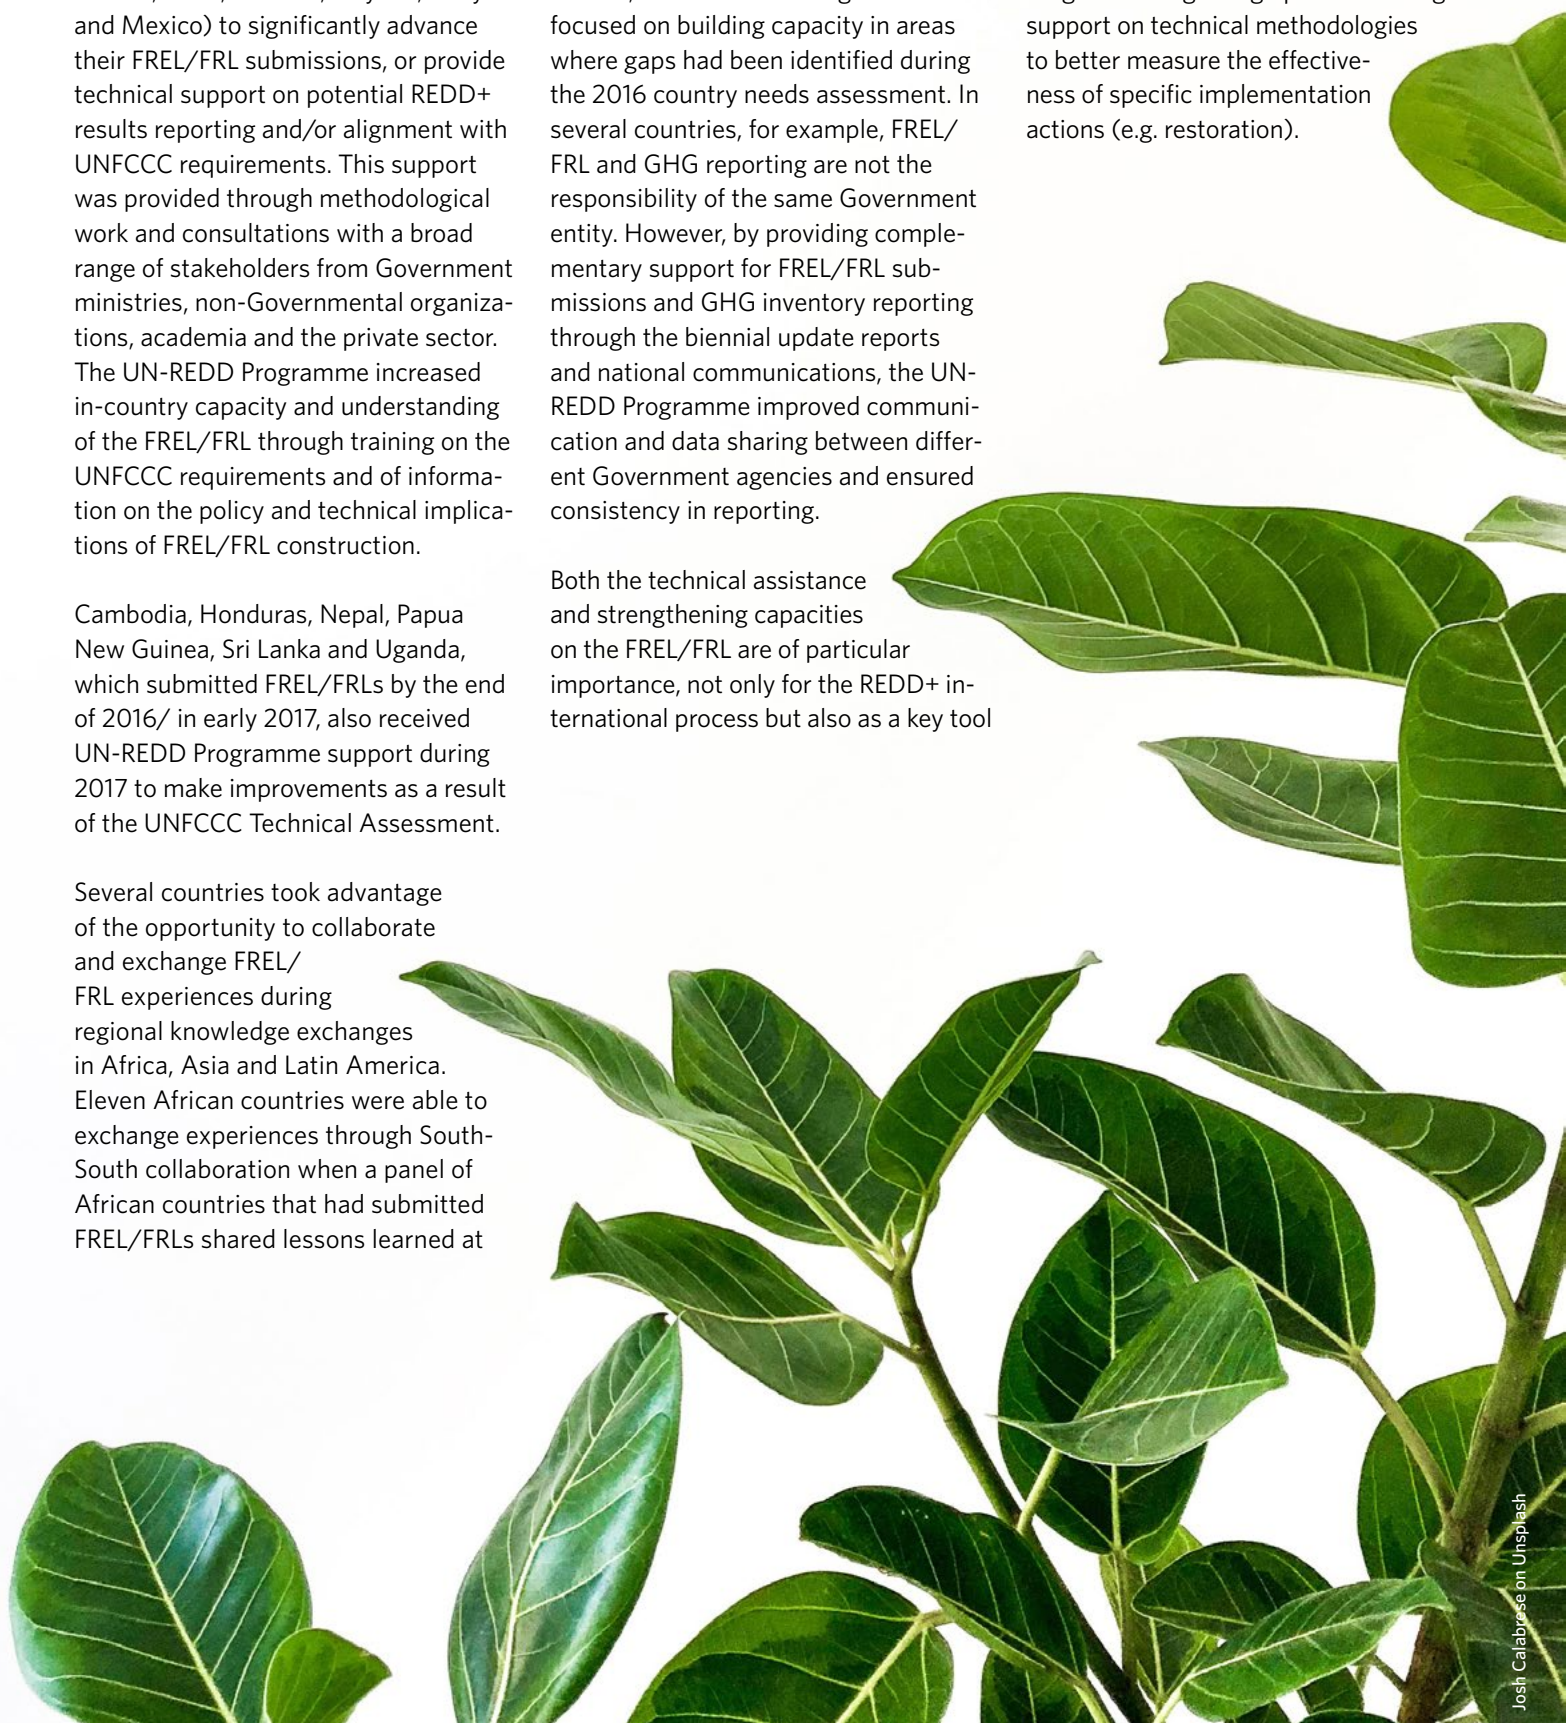 and Mexico) to significantly advance
their FREL/FRL submissions, or provide
technical support on potential REDD+
results reporting and/or alignment with
UNFCCC requirements. This support
was provided through methodological
work and consultations with a broad
range of stakeholders from Government
ministries, non-Governmental organiza-
tions, academia and the private sector.
The UN-REDD Programme increased
in-country capacity and understanding
of the FREL/FRL through training on the
UNFCCC requirements and of informa-
tion on the policy and technical implica-
tions of FREL/FRL construction.
Cambodia, Honduras, Nepal, Papua
New Guinea, Sri Lanka and Uganda,
which submitted FREL/FRLs by the end
of 2016/ in early 2017, also received
UN-REDD Programme support during
2017 to make improvements as a result
of the UNFCCC Technical Assessment.
Several countries took advantage
of the opportunity to collaborate
and exchange FREL/
FRL experiences during
regional knowledge exchanges
in Africa, Asia and Latin America.
Eleven African countries were able to
exchange experiences through South-
South collaboration when a panel of
African countries that had submitted
FREL/FRLs shared lessons learned at
focused on building capacity in areas
where gaps had been identified during
the 2016 country needs assessment. In
several countries, for example, FREL/
FRL and GHG reporting are not the
responsibility of the same Government
entity. However, by providing comple-
mentary support for FREL/FRL sub-
missions and GHG inventory reporting
through the biennial update reports
and national communications, the UN-
REDD Programme improved communi-
cation and data sharing between differ-
ent Government agencies and ensured
consistency in reporting.
Both the technical assistance
and strengthening capacities
on the FREL/FRL are of particular
importance, not only for the REDD+ in-
ternational process but also as a key tool
support on technical methodologies
to better measure the effective-
ness of specific implementation
actions (e.g. restoration).
Josh Calabrese on Unsplash